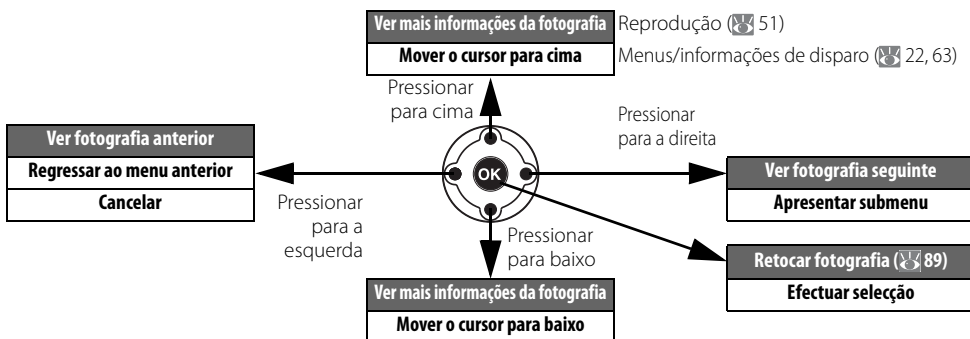 Ver mais informações da fotografia
Reprodução ( 51)
Mover o cursor para cima
Menus/informações de disparo ( 22, 63)
Pressionar
para cima
Pressionar
para a direita
Ver fotografia anterior
Regressar ao menu anterior
Cancelar
OK
Ver fotografia seguinte
Apresentar submenu
Pressionar
para a
esquerda
Pressionar
para baixo
Retocar fotografia ( 89)
Efectuar selecção
Ver mais informações da fotografia
Mover o cursor para baixo